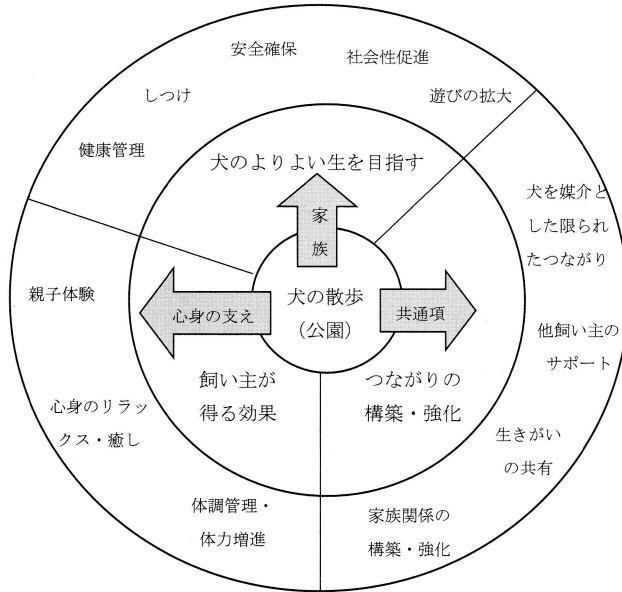 安全確保
社会性促進
しつけ
遊びの拡大
健康管理
犬のよりよい生を目指す
家
族
犬を媒介と
した限られ
たつながり
親子体験
心身の支え
犬の散歩
(公園)
共通項
他飼い主の
サポート
飼い主が
得る効果
つながりの
構築・強化
心身のリラッ
クス・癒し
生きがい
の共有
体調管理・
体力増進
家族関係の
構築・強化